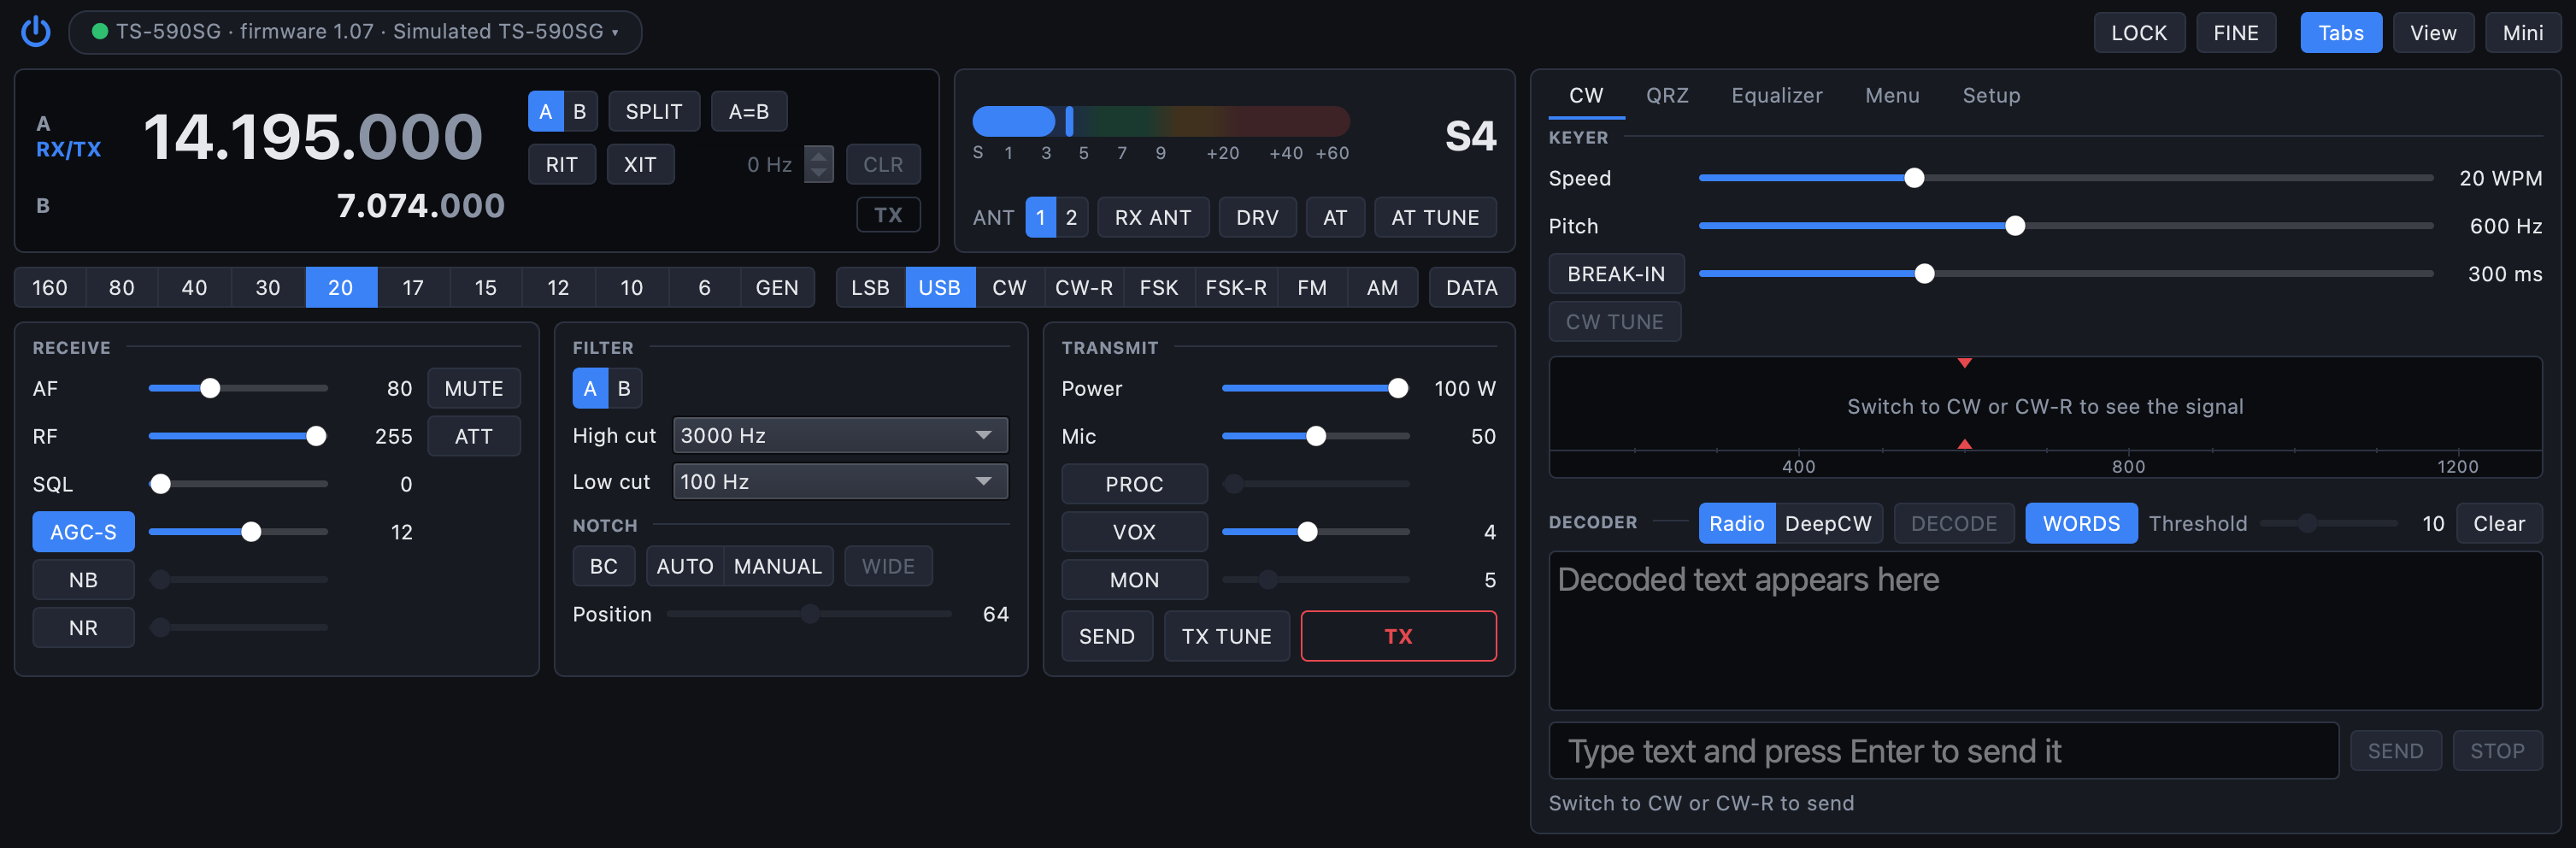 TS-590SG · firmware 1.07 · Simulated TS-590SG ▾
LOCK FINE Tabs View Mini
A
RX/TX
14.195.000
B
7.074.000
A B SPLIT A=B
RIT XIT 0 Hz CLR
TX
S 1 3 5 7 9 +20 +40 +60
S4
ANT 1 2 RX ANT DRV AT AT TUNE
160 80 40 30 20 17 15 12 10 6 GEN
LSB USB CW CW-R FSK FSK-R FM AM DATA
RECEIVE
AF 80 MUTE
RF 255 ATT
SQL 0
AGC-S 12
NB
NR
FILTER
A B
High cut 3000 Hz
Low cut 100 Hz
NOTCH
BC AUTO MANUAL WIDE
Position 64
TRANSMIT
Power 100 W
Mic 50
PROC
VOX 4
MON 5
SEND TX TUNE TX
CW QRZ Equalizer Menu Setup
KEYER
Speed 20 WPM
Pitch 600 Hz
BREAK-IN 300 ms
CW TUNE
Switch to CW or CW-R to see the signal
400 800 1200
DECODER Radio DeepCW DECODE WORDS Threshold 10 Clear
Decoded text appears here
Type text and press Enter to send it SEND STOP
Switch to CW or CW-R to send